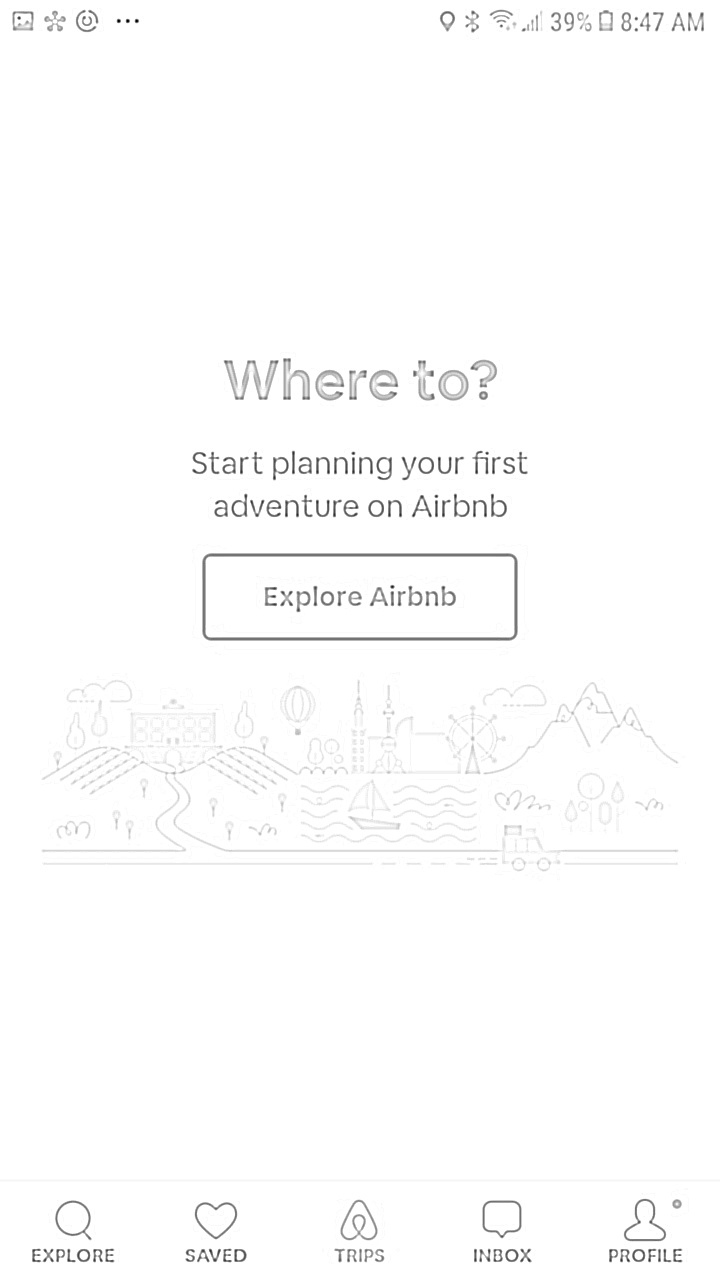 39% 8:47 AM
Where to?
Start planning your first
adventure on Airbnb
Explore Airbnb
EXPLORE SAVED TRIPS INBOX PROFILE